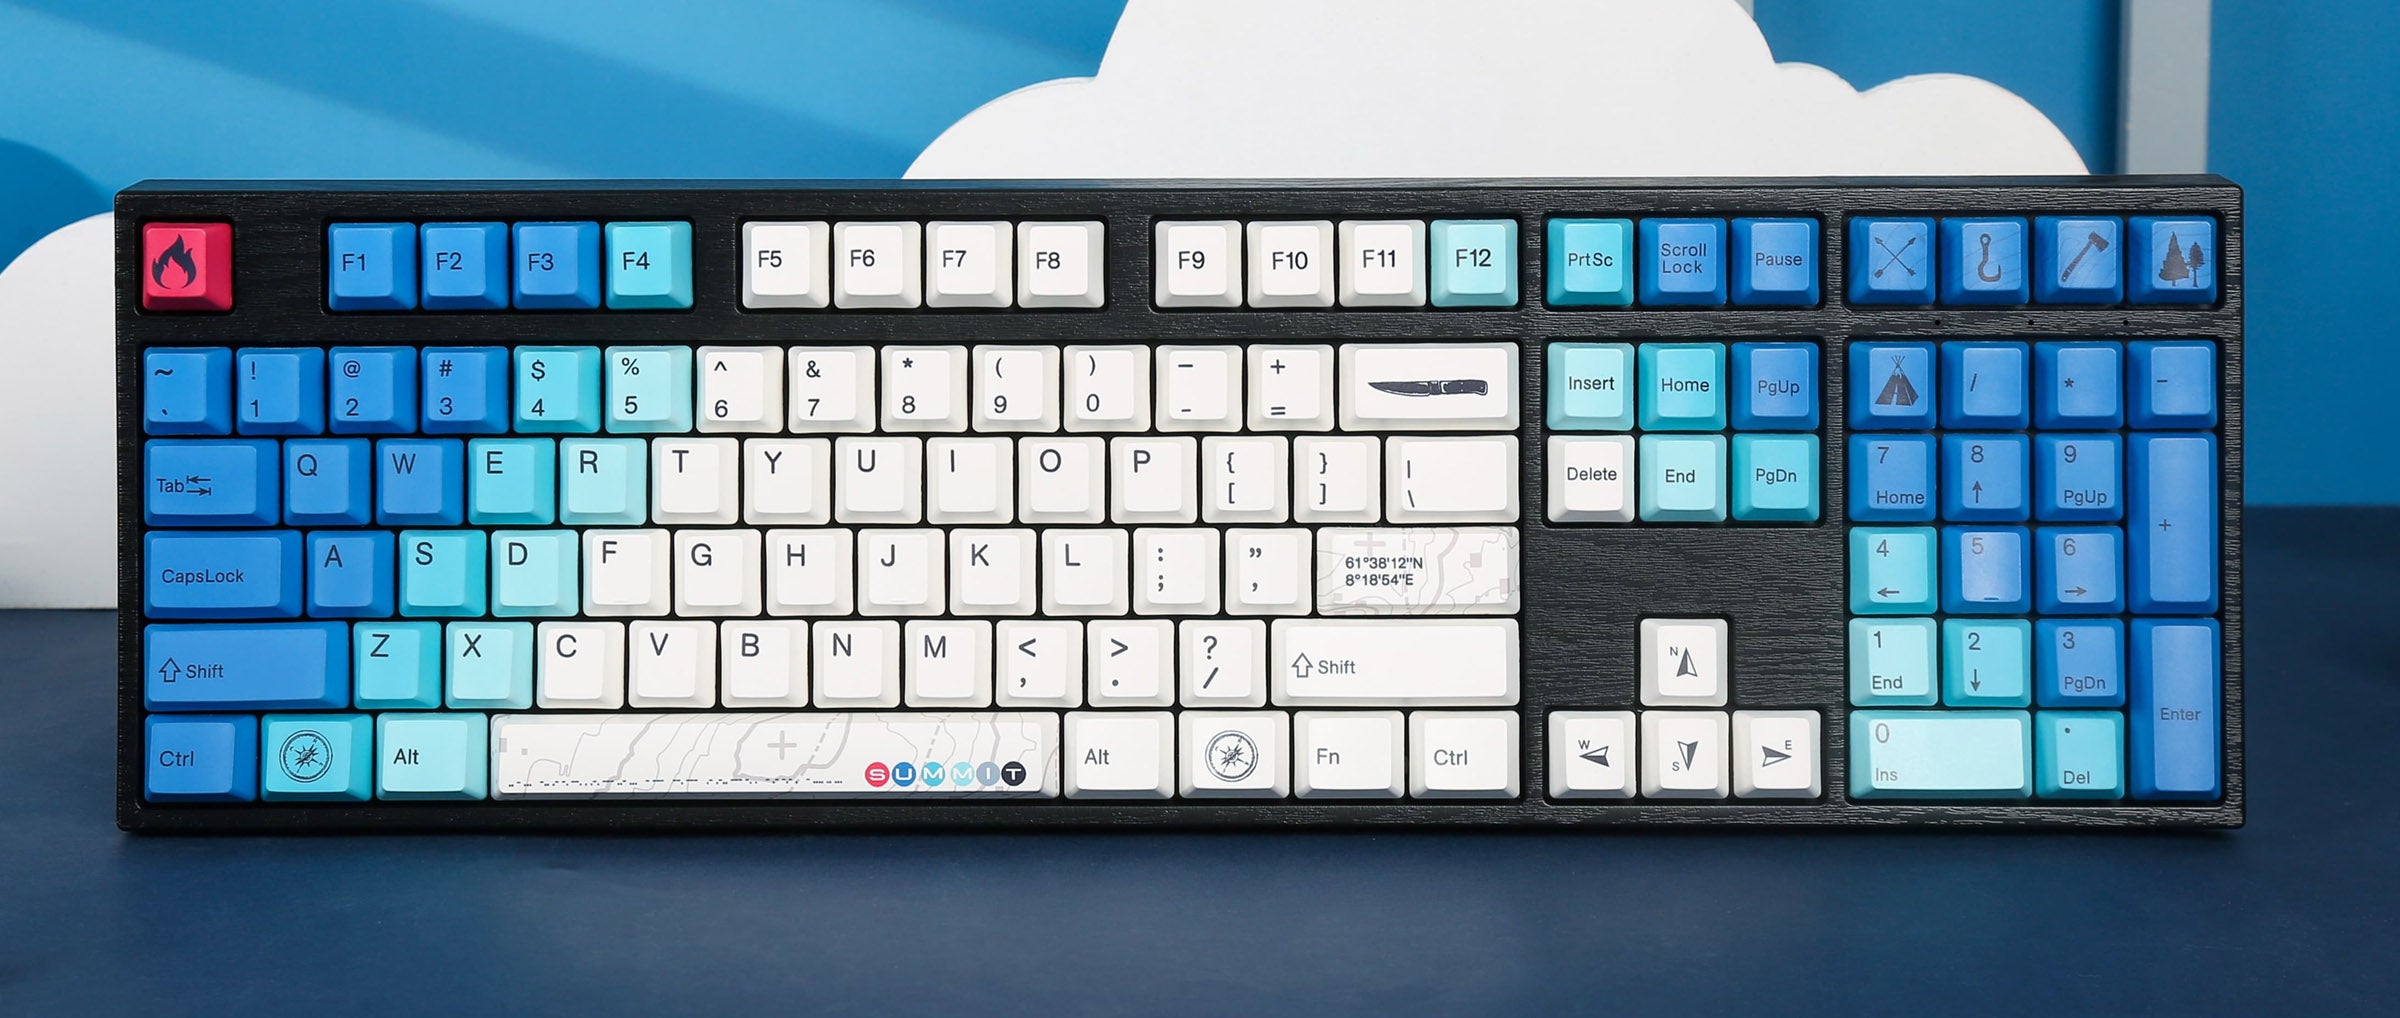 F1 F2 F3 F4 F5 F6 F7 F8 F9 F10 F11 F12 PrtSc Scroll Lock Pause
~ ! @ # $ % ^ & * ( ) – + Insert Home PgUp / * -
` 1 2 3 4 5 6 7 8 9 0 - =
Tab Q W E R T Y U I O P { } | Delete End PgDn 7 8 9 +
[ ] \ Home ↑ PgUp
CapsLock A S D F G H J K L : ” 61°38'12"N 4 5 6
; , 8°18'54"E ← → 
Shift Z X C V B N M < > ? Shift N 1 2 3
, . / End ↓ PgDn Enter
Ctrl Alt SUMMIT Alt Fn Ctrl W S E 0 .
Ins Del